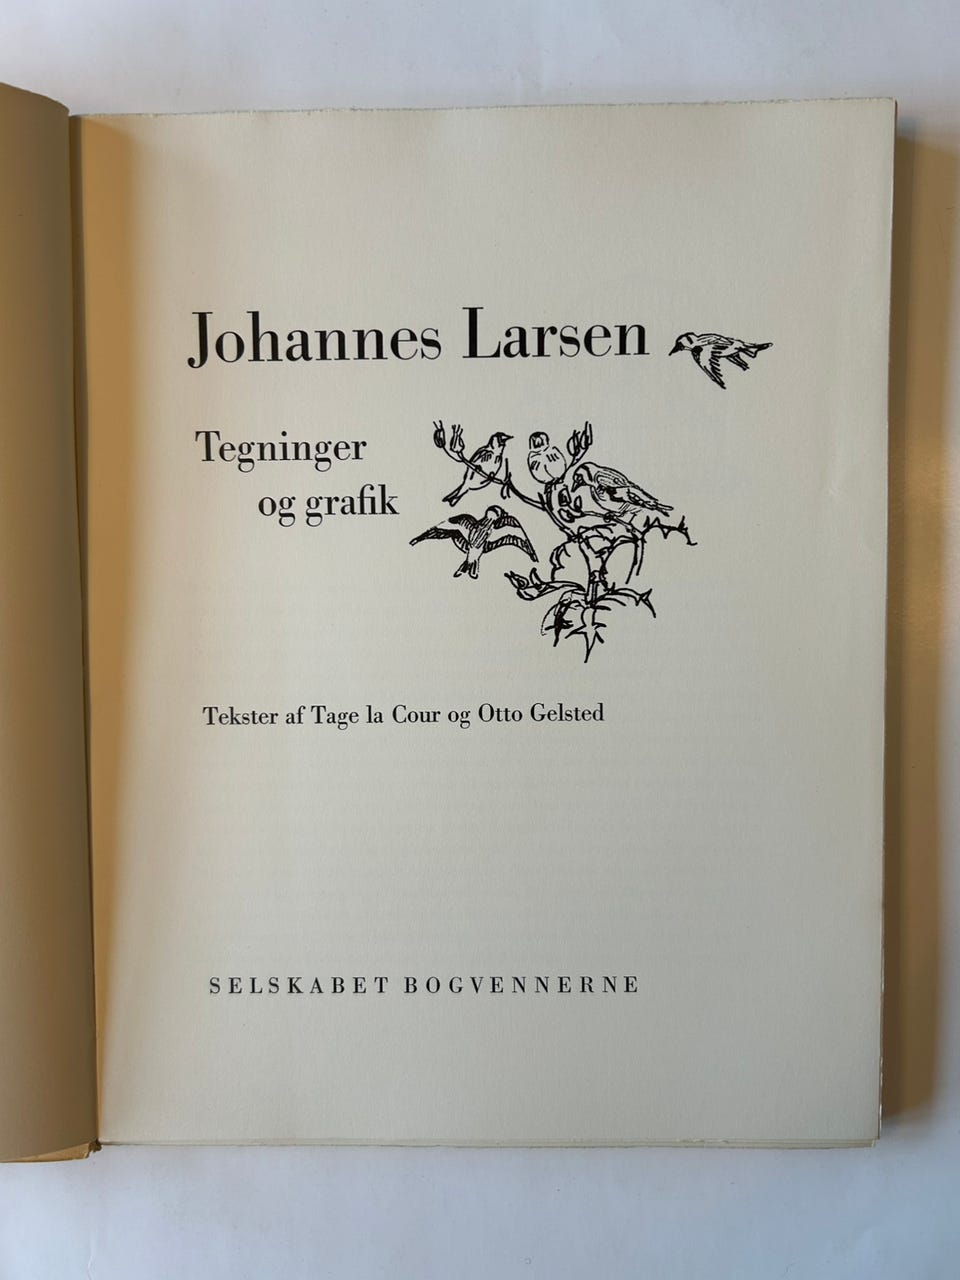 Johannes Larsen
Tegninger
og grafik
Tekster af Tage la Cour og Otto Gelsted
SELSKABET BOGVENNERNE